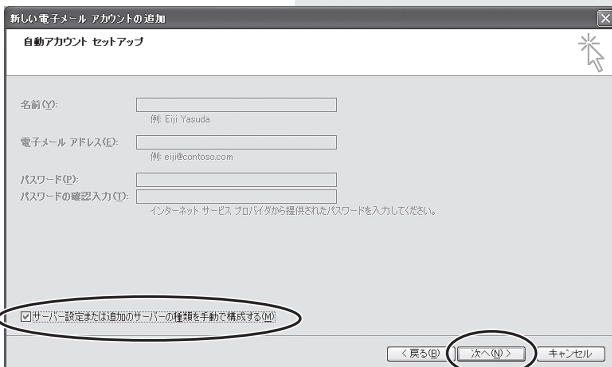 新しい電子メール アカウントの追加
自動アカウント セットアップ
名前(Y):
例: Eiji Yasuda
電子メール アドレス(E):
例: eiji@contoso.com
パスワード(P):
パスワードの確認入力(T):
インターネット サービス プロバイダから提供されたパスワードを入力してください。
サーバー設定または追加のサーバーの種類を手動で構成する(M)
< 戻る(B)
次へ(N) >
キャンセル